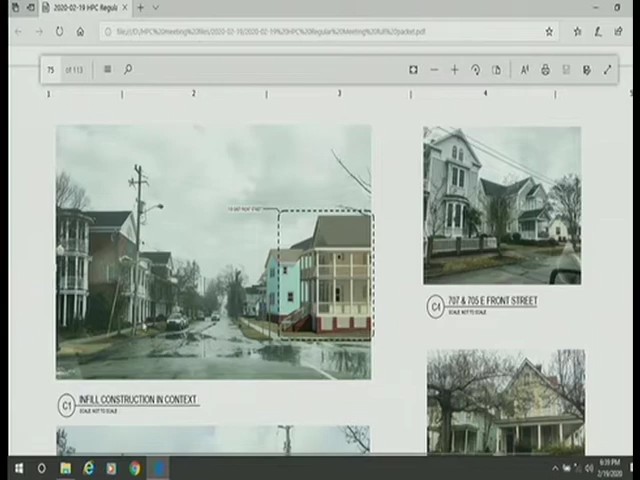 2020-02-19 HPC Regula
file:///D:/HPC%20meeting%20files/2020-02-19/2020-02-19%20HPC%20Regular%20Meeting%20full%20packet.pdf
75 of 113
1 2 3 4 5
C1 INFILL CONSTRUCTION IN CONTEXT
SCALE: NOT TO SCALE
C4 707 & 705 E FRONT STREET
SCALE: NOT TO SCALE
6:39 PM
2/19/2020